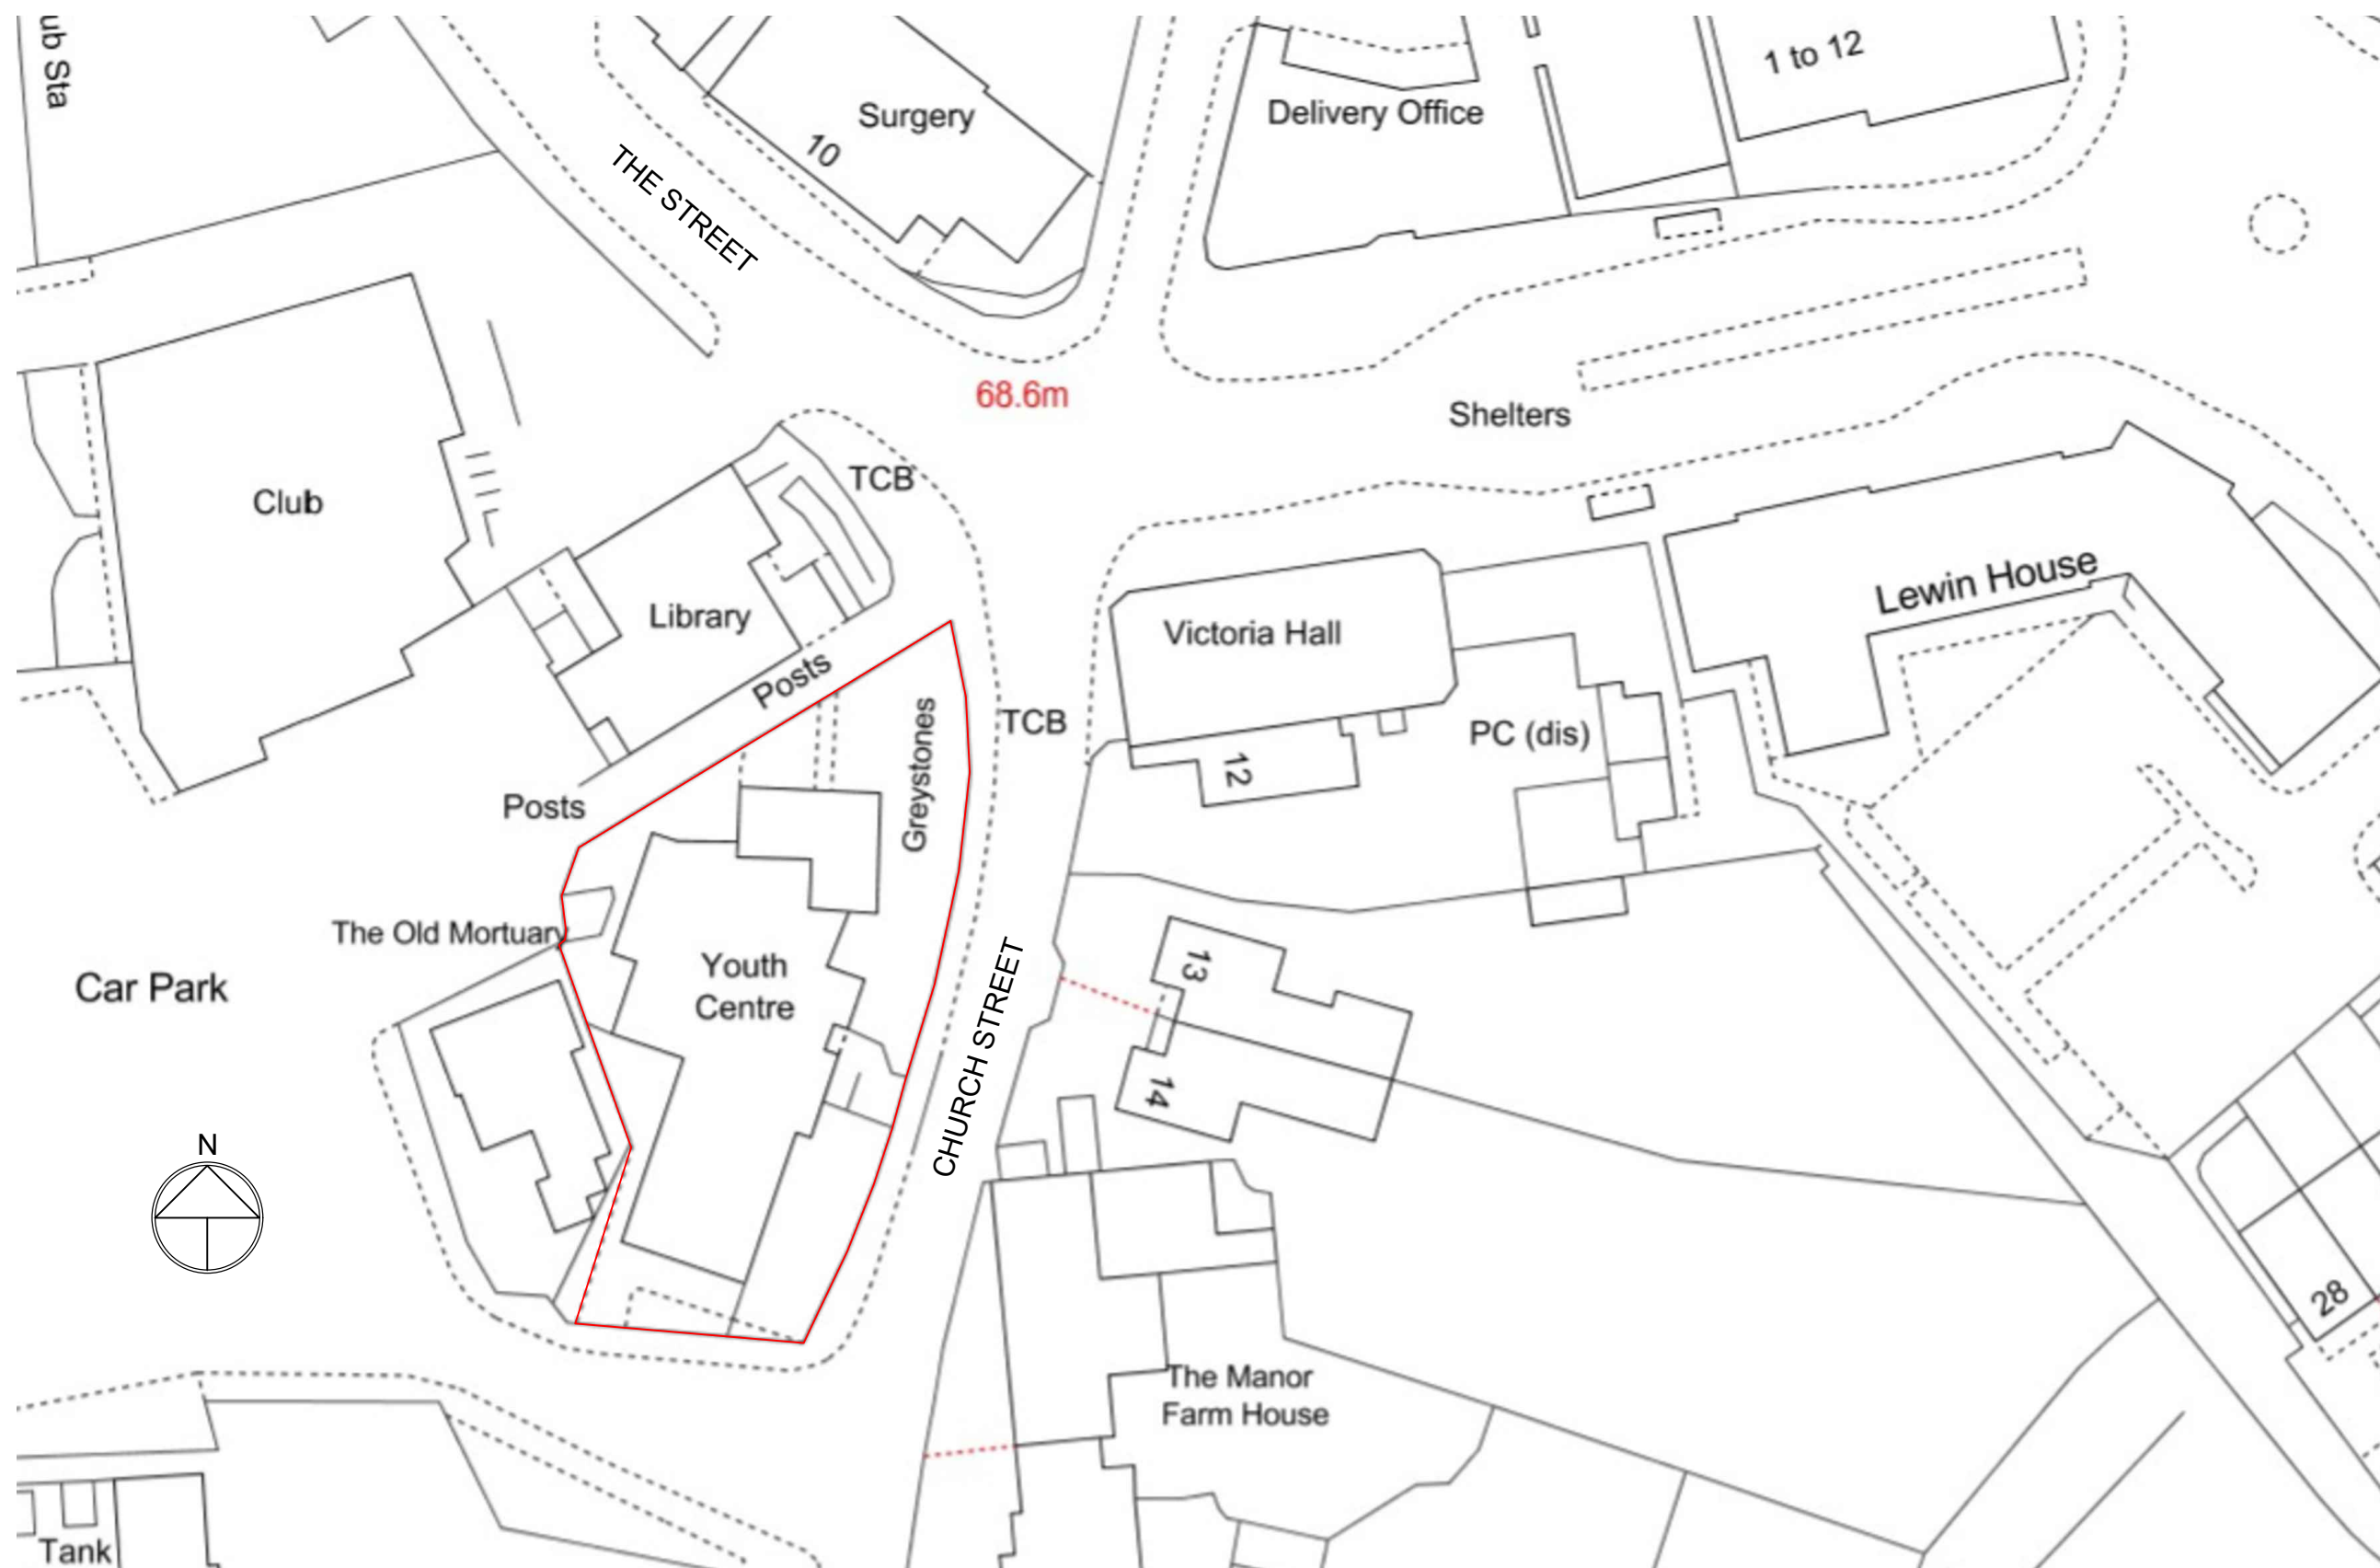 ub Sta
1 to 12
Surgery
Delivery Office
10
THE STREET
68.6m
Shelters
TCB
Club
Lewin House
Library
Victoria Hall
Posts
Greystones
TCB
PC (dis)
12
Posts
The Old Mortuary
Youth
Centre
13
Car Park
CHURCH STREET
14
N
28
The Manor
Farm House
Tank